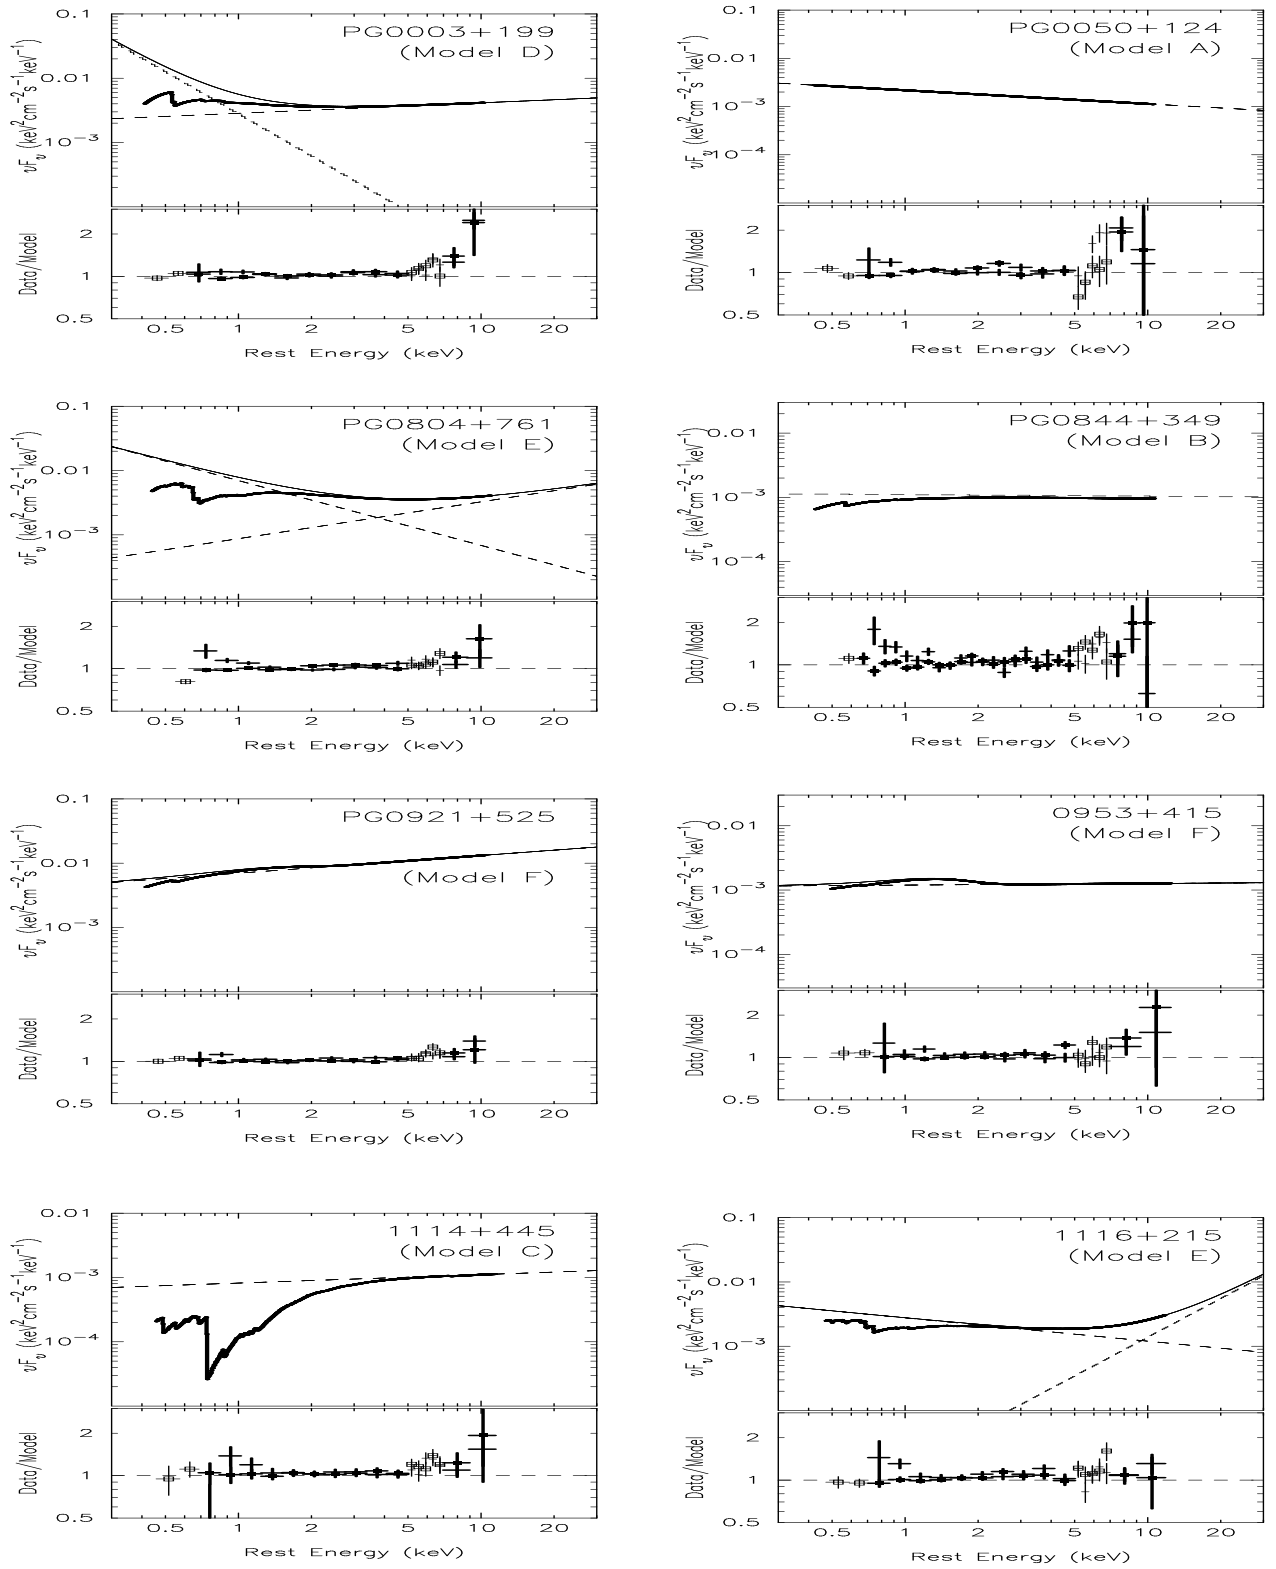 PG0003+199
(Model D)
0.1
0.01
10⁻³
νFν (keV²cm⁻²s⁻¹keV⁻¹)
2
1
0.5
Data/Model
0.5 1 2 5 10 20
Rest Energy (keV)
PG0050+124
(Model A)
0.1
0.01
10⁻³
10⁻⁴
νFν (keV²cm⁻²s⁻¹keV⁻¹)
2
1
0.5
Data/Model
0.5 1 2 5 10 20
Rest Energy (keV)
PG0804+761
(Model E)
0.1
0.01
10⁻³
νFν (keV²cm⁻²s⁻¹keV⁻¹)
2
1
0.5
Data/Model
0.5 1 2 5 10 20
Rest Energy (keV)
PG0844+349
(Model B)
0.01
10⁻³
10⁻⁴
νFν (keV²cm⁻²s⁻¹keV⁻¹)
2
1
0.5
Data/Model
0.5 1 2 5 10 20
Rest Energy (keV)
PG0921+525
(Model F)
0.1
0.01
10⁻³
νFν (keV²cm⁻²s⁻¹keV⁻¹)
2
1
0.5
Data/Model
0.5 1 2 5 10 20
Rest Energy (keV)
0953+415
(Model F)
0.01
10⁻³
10⁻⁴
νFν (keV²cm⁻²s⁻¹keV⁻¹)
2
1
0.5
Data/Model
0.5 1 2 5 10 20
Rest Energy (keV)
1114+445
(Model C)
0.01
10⁻³
10⁻⁴
νFν (keV²cm⁻²s⁻¹keV⁻¹)
2
1
0.5
Data/Model
0.5 1 2 5 10 20
Rest Energy (keV)
1116+215
(Model E)
0.1
0.01
10⁻³
νFν (keV²cm⁻²s⁻¹keV⁻¹)
2
1
0.5
Data/Model
0.5 1 2 5 10 20
Rest Energy (keV)